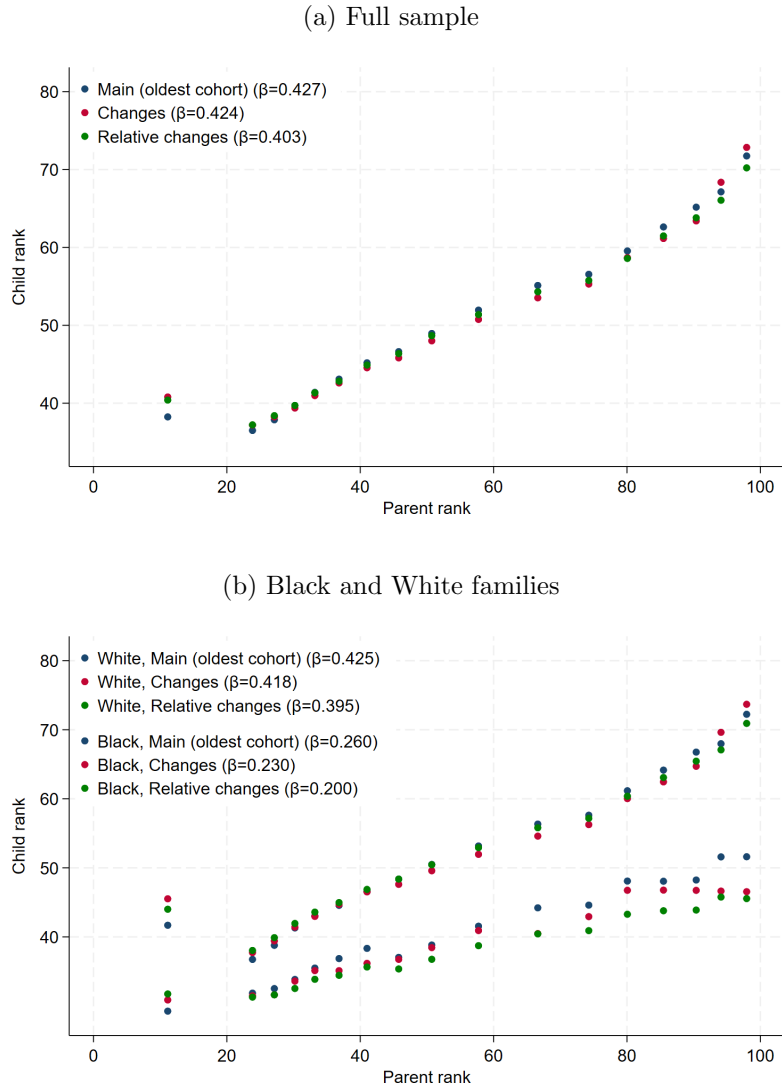 (a) Full sample
Main (oldest cohort) (β=0.427)
Changes (β=0.424)
Relative changes (β=0.403)
80
70
60
50
40
Child rank
0 20 40 60 80 100
Parent rank
(b) Black and White families
White, Main (oldest cohort) (β=0.425)
White, Changes (β=0.418)
White, Relative changes (β=0.395)
Black, Main (oldest cohort) (β=0.260)
Black, Changes (β=0.230)
Black, Relative changes (β=0.200)
80
70
60
50
40
Child rank
0 20 40 60 80 100
Parent rank